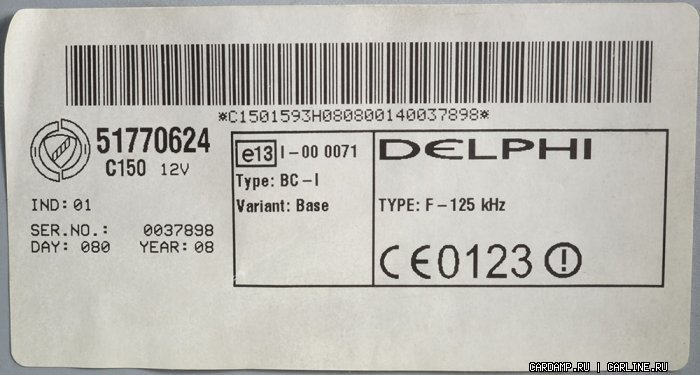 *C1501593H080800140037898*
51770624
C150 12V
IND: 01
SER.NO.: 0037898
DAY: 080 YEAR: 08
e13 I-00 0071
Type: BC-I
Variant: Base
DELPHI
TYPE: F-125 kHz
CE0123
CARDAMP.RU | CARLINE.RU